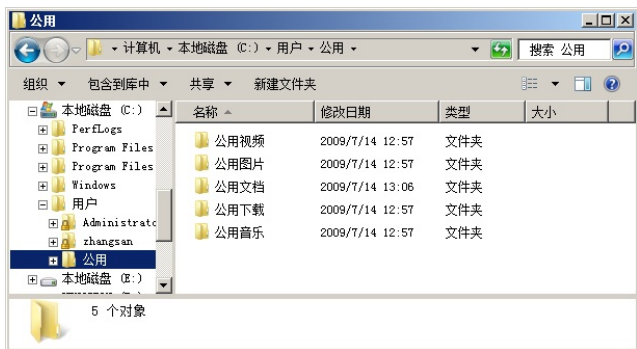 公用
计算机 本地磁盘 (C:) 用户 公用
搜索 公用
组织 包含到库中 共享 新建文件夹
本地磁盘 (C:)
PerfLogs
Program Files
Program Files
Windows
用户
Administrato
zhangsan
公用
本地磁盘 (E:)
名称 修改日期 类型 大小
公用视频 2009/7/14 12:57 文件夹
公用图片 2009/7/14 12:57 文件夹
公用文档 2009/7/14 13:06 文件夹
公用下载 2009/7/14 12:57 文件夹
公用音乐 2009/7/14 12:57 文件夹
5 个对象